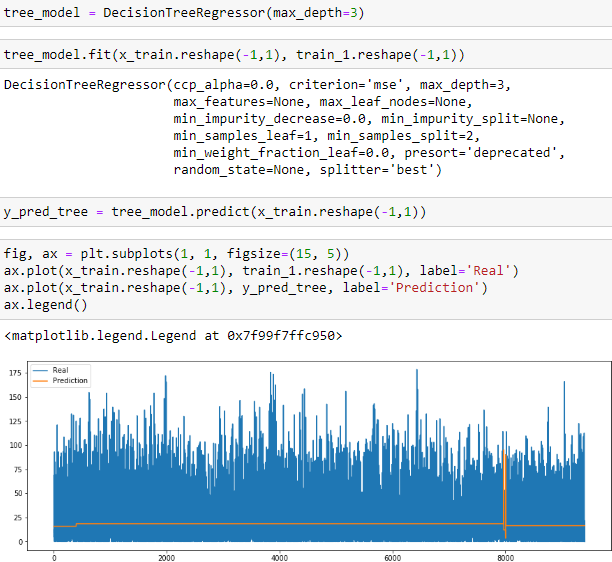 tree_model = DecisionTreeRegressor(max_depth=3)
tree_model.fit(x_train.reshape(-1,1), train_1.reshape(-1,1))
DecisionTreeRegressor(ccp_alpha=0.0, criterion='mse', max_depth=3,
max_features=None, max_leaf_nodes=None,
min_impurity_decrease=0.0, min_impurity_split=None,
min_samples_leaf=1, min_samples_split=2,
min_weight_fraction_leaf=0.0, presort='deprecated',
random_state=None, splitter='best')
y_pred_tree = tree_model.predict(x_train.reshape(-1,1))
fig, ax = plt.subplots(1, 1, figsize=(15, 5))
ax.plot(x_train.reshape(-1,1), train_1.reshape(-1,1), label='Real')
ax.plot(x_train.reshape(-1,1), y_pred_tree, label='Prediction')
ax.legend()
<matplotlib.legend.Legend at 0x7f99f7ffc950>
Real
Prediction
175
150
125
100
75
50
25
0
0 2000 4000 6000 8000